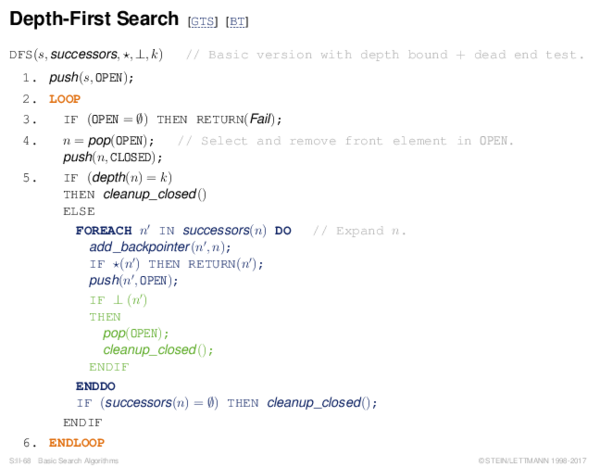 Depth-First Search [GTS] [BT]
DFS(s, successors, ⋆, ⊥, k) // Basic version with depth bound + dead end test.
1. push(s, OPEN);
2. LOOP
3. IF (OPEN = ∅) THEN RETURN(Fail);
4. n = pop(OPEN); // Select and remove front element in OPEN.
push(n, CLOSED);
5. IF (depth(n) = k)
THEN cleanup_closed()
ELSE
FOREACH n′ IN successors(n) DO // Expand n.
add_backpointer(n′, n);
IF ⋆(n′) THEN RETURN(n′);
push(n′, OPEN);
IF ⊥(n′)
THEN
pop(OPEN);
cleanup_closed();
ENDIF
ENDDO
IF (successors(n) = ∅) THEN cleanup_closed();
ENDIF
6. ENDLOOP
S:II-68 Basic Search Algorithms ©STEIN/LETTMANN 1998-2017